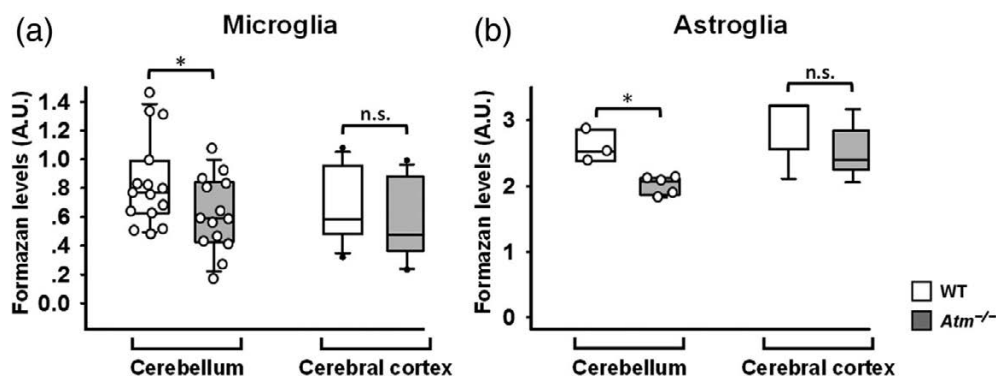 (a) Microglia
Formazan levels (A.U.)
1.4
1.2
1.0
.8
.6
.4
.2
0.0
*
n.s.
Cerebellum
Cerebral cortex
(b) Astroglia
Formazan levels (A.U.)
3
2
1
0
*
n.s.
Cerebellum
Cerebral cortex
WT
Atm−/−